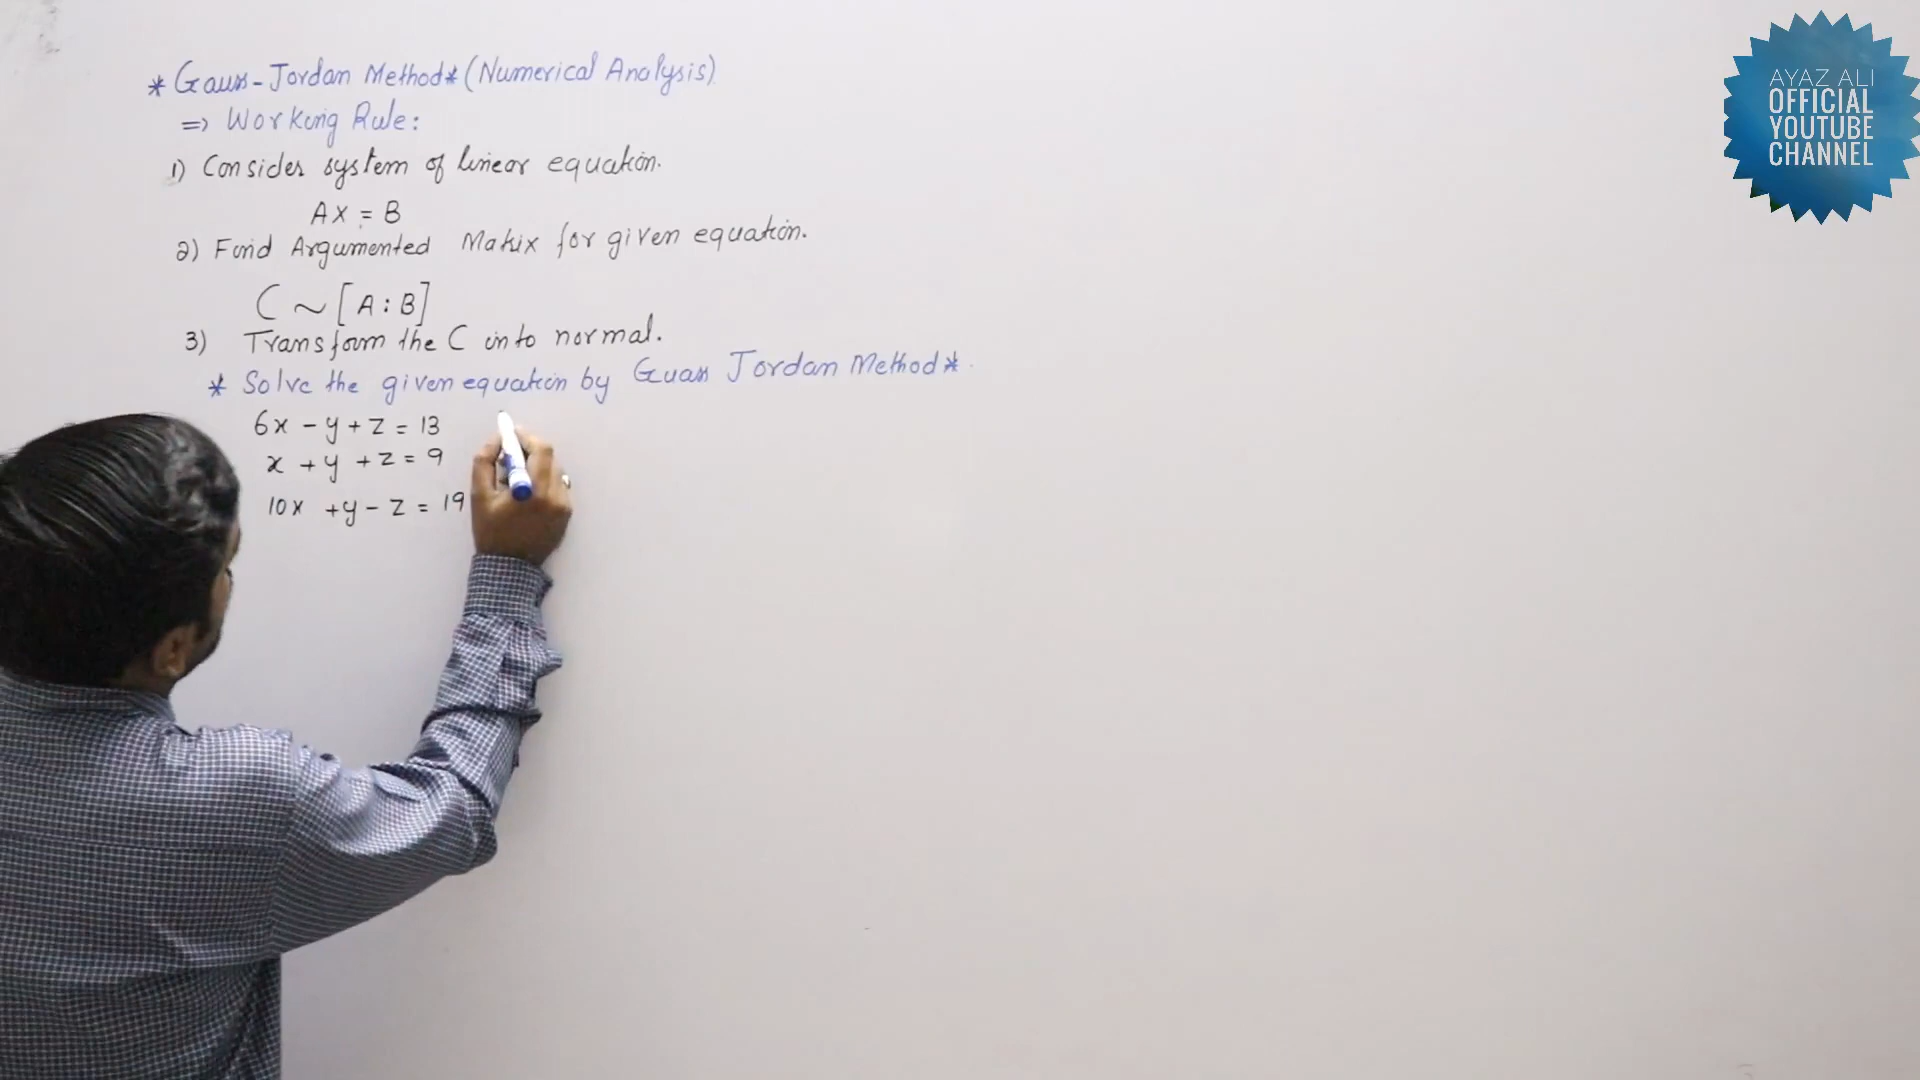 * Gauss-Jordan Method* (Numerical Analysis)
⇒ Working Rule:
1) Consider system of linear equation.
AX = B
2) Find Argumented Matrix for given equation.
C ~ [A : B]
3) Transform the C into normal.
* Solve the given equation by Guass Jordan Method*.
6x - y + z = 13
x + y + z = 9
10x + y - z = 19
AYAZ ALI
OFFICIAL
YOUTUBE
CHANNEL